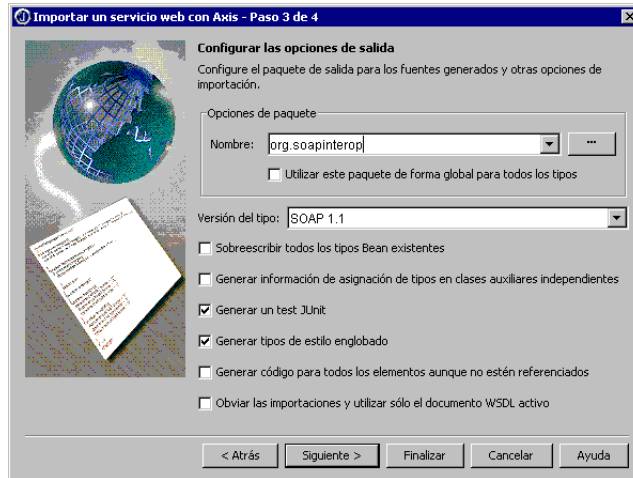 Importar un servicio web con Axis - Paso 3 de 4
Configurar las opciones de salida
Configure el paquete de salida para los fuentes generados y otras opciones de
importación.
Opciones de paquete
Nombre: org.soapinterop ...
Utilizar este paquete de forma global para todos los tipos
Versión del tipo: SOAP 1.1
Sobreescribir todos los tipos Bean existentes
Generar información de asignación de tipos en clases auxiliares independientes
Generar un test JUnit
Generar tipos de estilo englobado
Generar código para todos los elementos aunque no estén referenciados
Obviar las importaciones y utilizar sólo el documento WSDL activo
< Atrás Siguiente > Finalizar Cancelar Ayuda